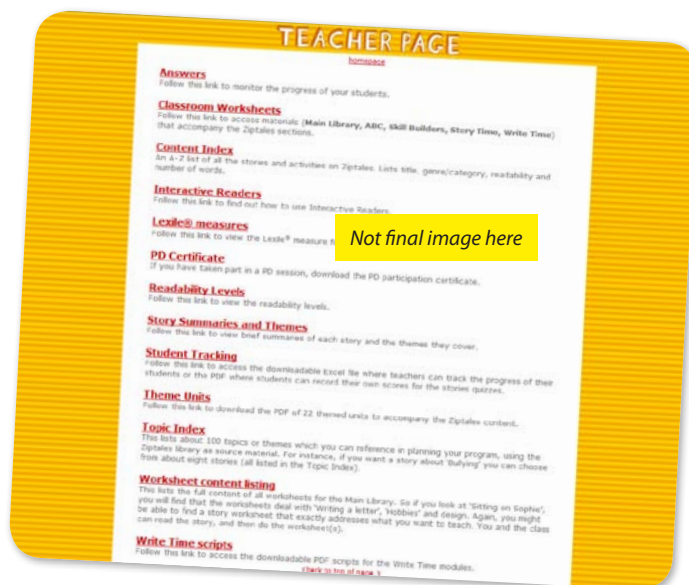 TEACHER PAGE
homepage
Answers
Follow this link to monitor the progress of your students.
Classroom Worksheets
Follow this link to access materials (Main Library, ABC, Skill Builders, Story Time, Write Time)
that accompany the Ziptales sections.
Content Index
An A-Z list of all the stories and activities on Ziptales. Lists title, genre/category, readability and
number of words.
Interactive Readers
Follow this link to find out how to use Interactive Readers
Lexile® measures
Follow this link to view the Lexile® measure
Not final image here
PD Certificate
If you have taken part in a PD session, download the PD participation certificate.
Readability Levels
Follow this link to view the readability levels.
Story Summaries and Themes
Follow this link to view brief summaries of each story and the themes they cover.
Student Tracking
Follow this link to access the downloadable Excel file where teachers can track the progress of their
students or the PDF where students can record their own scores for the stories quizzes.
Theme Units
Follow this link to download the PDF of 22 themed units to accompany the Ziptales content.
Topic Index
This lists about 100 topics or themes which you can reference in planning your program, using the
Ziptales library as source material. For instance, if you want a story about 'Bullying' you can choose
from about eight stories (all listed in the Topic Index).
Worksheet content listing
This lists the full content of all worksheets for the Main Library. So if you look at 'Sitting on Sophie',
you will find that the worksheets deal with 'Writing a letter', 'Hobbies' and design. Again, you might
be able to find a story worksheet that exactly addresses what you want to teach. You and the class
can read the story, and then do the worksheet(s).
Write Time scripts
Follow this link to access the downloadable PDF scripts for the Write Time modules.
(back to top of page)